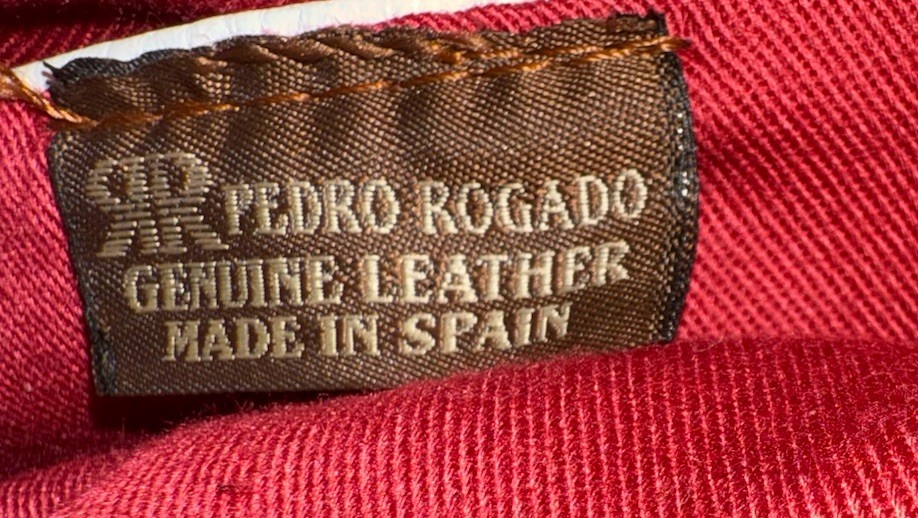 PEDRO ROGADO
GENUINE LEATHER
MADE IN SPAIN